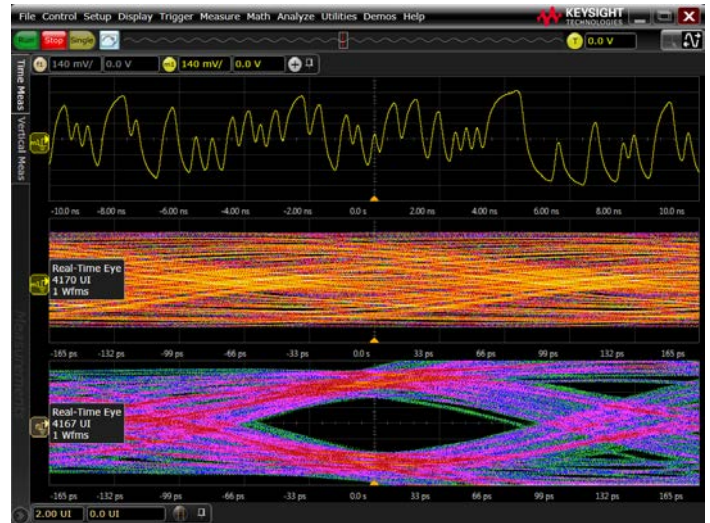 File Control Setup Display Trigger Measure Math Analyze Utilities Demos Help
KEYSIGHT TECHNOLOGIES
Run Stop Single T 0.0 V
f1 140 mV/ 0.0 V m1 140 mV/ 0.0 V
Time Meas
Vertical Meas
m1
-10.0 ns -8.00 ns -6.00 ns -4.00 ns -2.00 ns 0.0 s 2.00 ns 4.00 ns 6.00 ns 8.00 ns 10.0 ns
Real-Time Eye
4170 UI
1 Wfms
-165 ps -132 ps -99 ps -66 ps -33 ps 0.0 s 33 ps 66 ps 99 ps 132 ps 165 ps
Real-Time Eye
4167 UI
1 Wfms
Measurements
-165 ps -132 ps -99 ps -66 ps -33 ps 0.0 s 33 ps 66 ps 99 ps 132 ps 165 ps
2.00 UI 0.0 UI